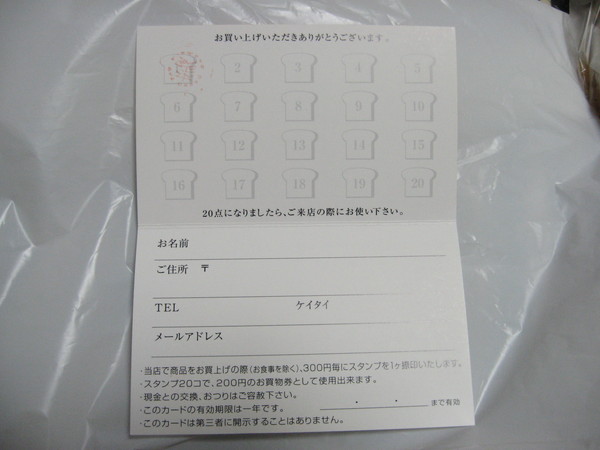 お買い上げいただきありがとうございます。
2 3 4 5
6 7 8 9 10
11 12 13 14 15
16 17 18 19 20
20点になりましたら、ご来店の際にお使い下さい。
お名前
ご住所 〒
TEL ケイタイ
メールアドレス
・当店で商品をお買上げの際(お食事を除く)、300円毎にスタンプを1ヶ捺印いたします。
・スタンプ20コで、200円のお買物券として使用出来ます。
・現金との交換、おつりはご容赦下さい。
・このカードの有効期限は一年です。 ・ ・ まで有効
・このカードは第三者に開示することはありません。